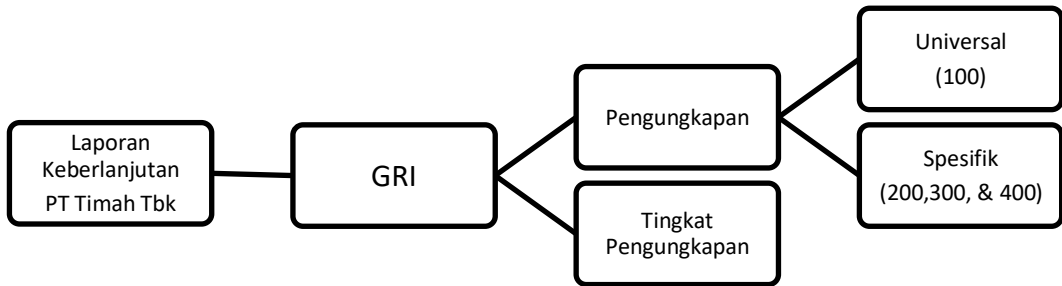 Laporan
Keberlanjutan
PT Timah Tbk
GRI
Pengungkapan
Tingkat
Pengungkapan
Universal
(100)
Spesifik
(200,300, & 400)